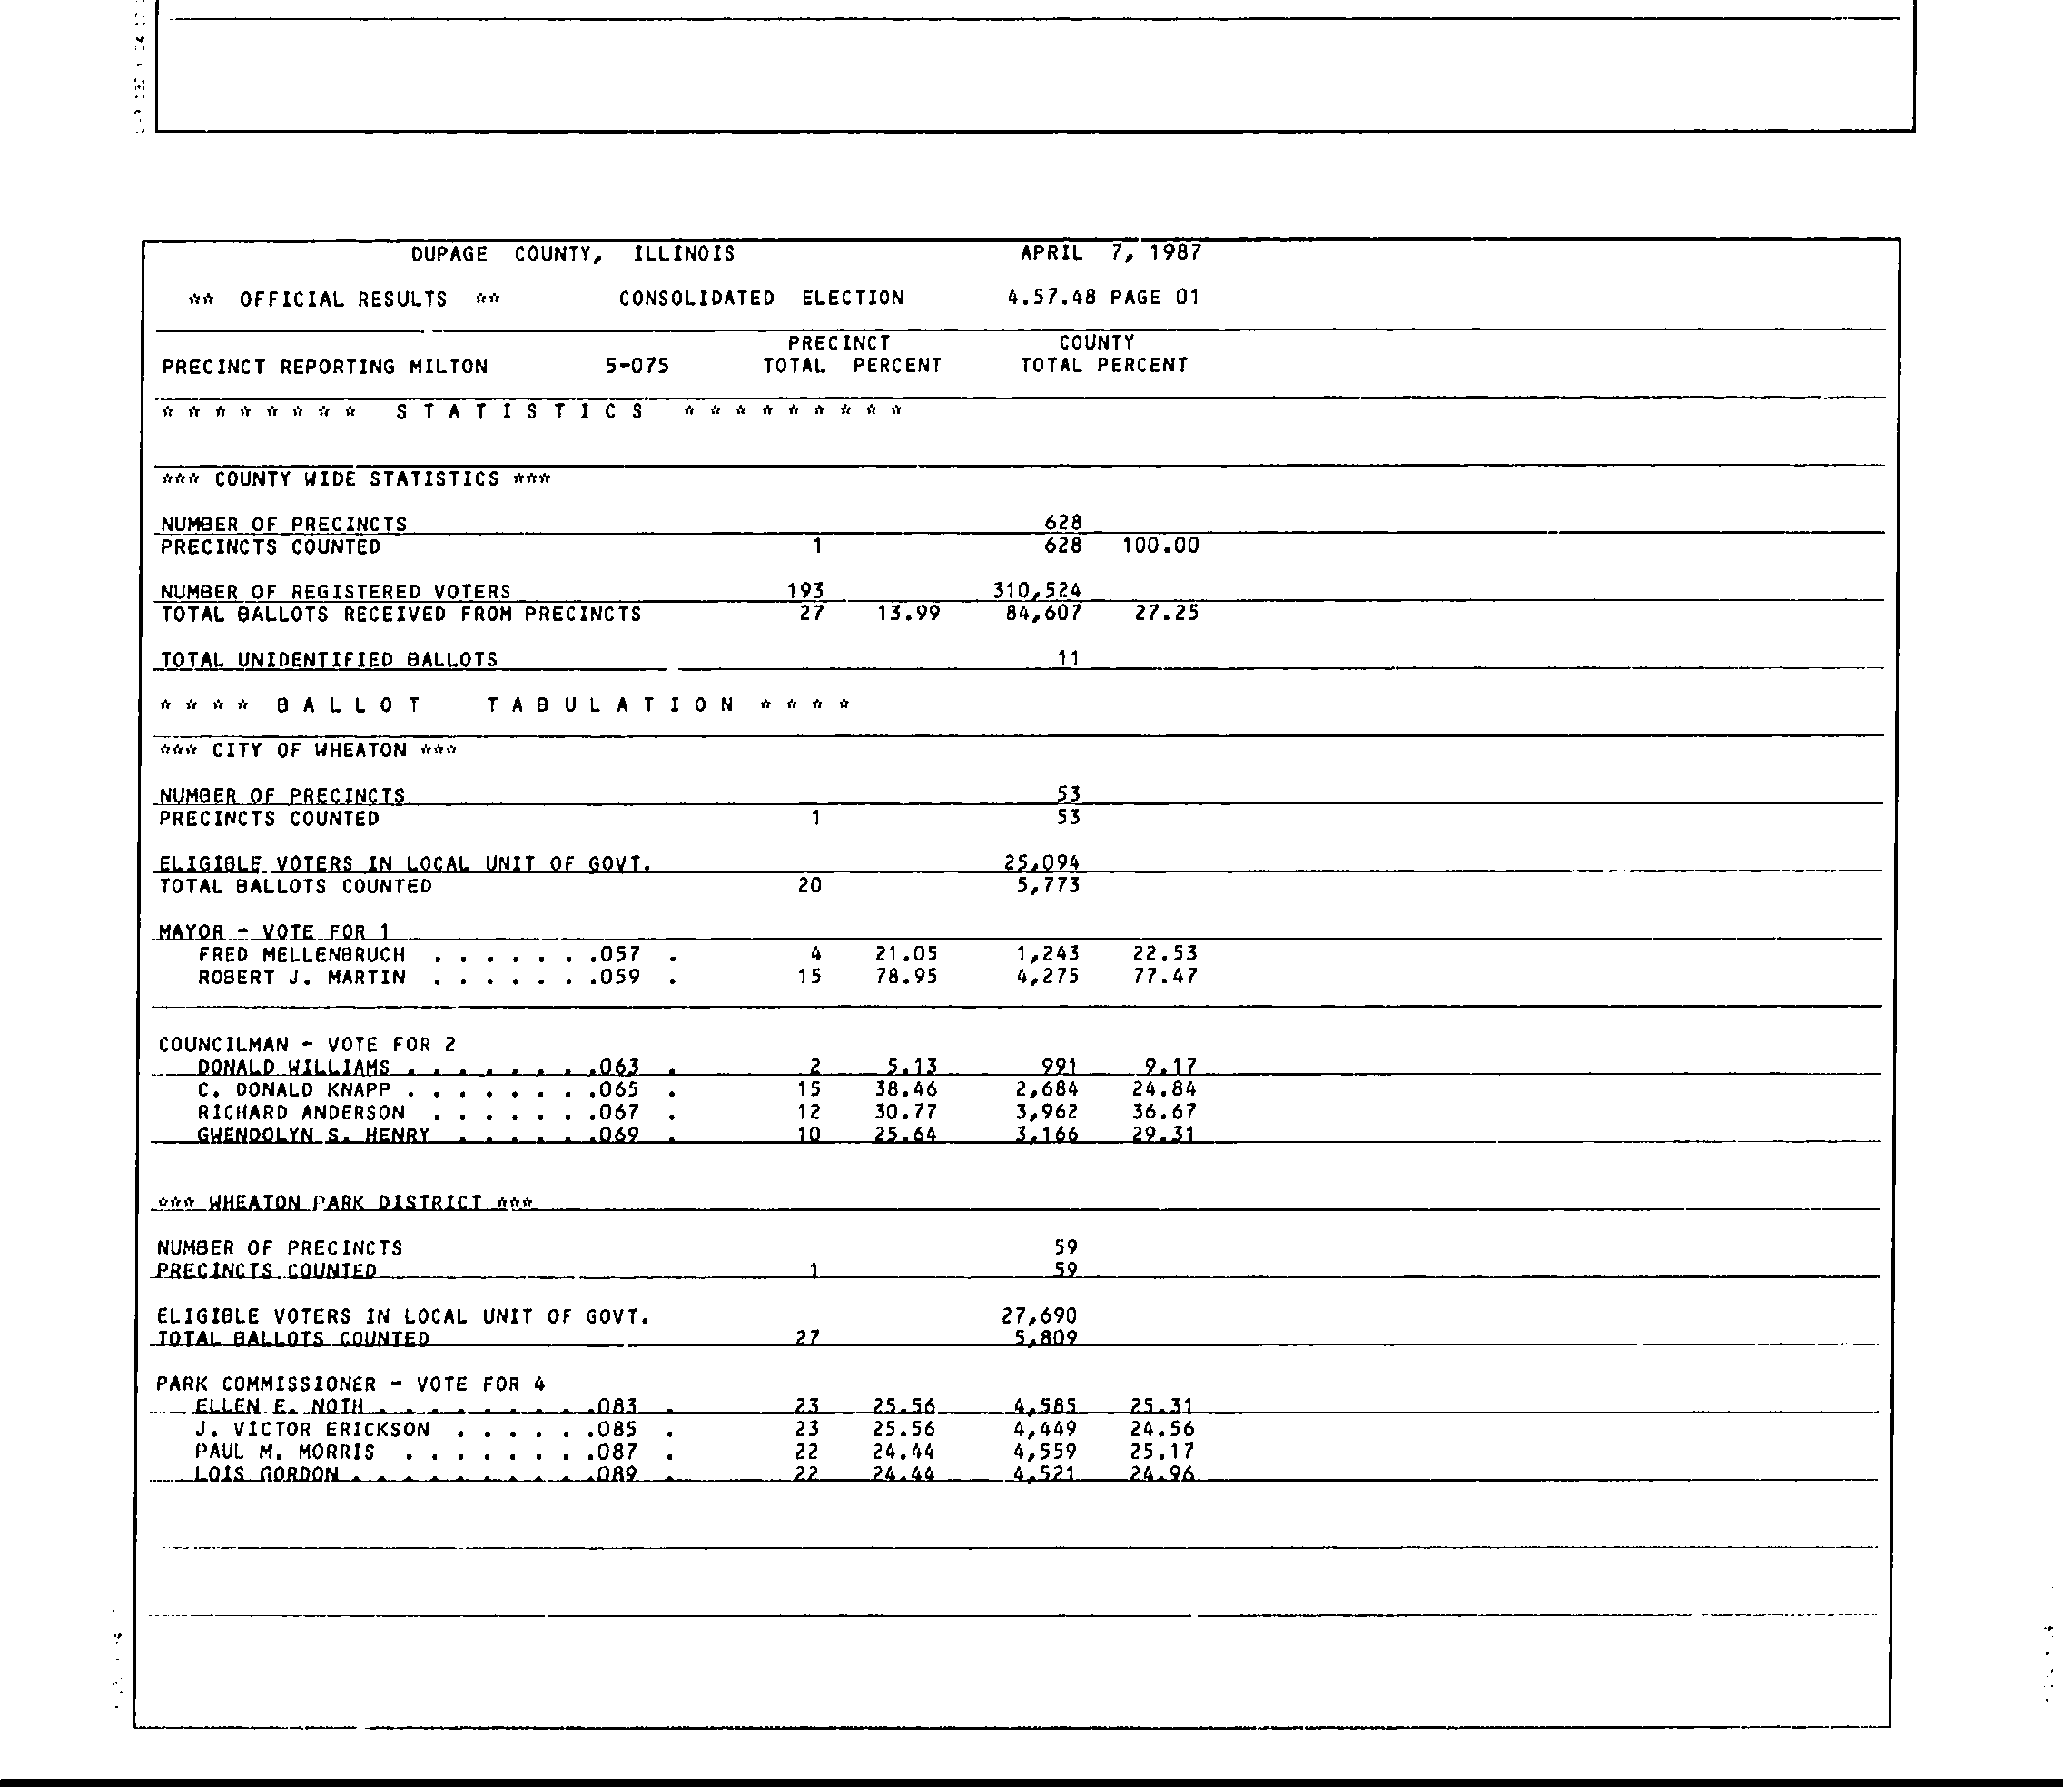 DUPAGE COUNTY, ILLINOIS APRIL 7, 1987
** OFFICIAL RESULTS ** CONSOLIDATED ELECTION 4.57.48 PAGE 01
PRECINCT COUNTY
PRECINCT REPORTING MILTON 5-075 TOTAL PERCENT TOTAL PERCENT
* * * * * * * * S T A T I S T I C S * * * * * * * * *
*** COUNTY WIDE STATISTICS ***
NUMBER OF PRECINCTS 628
PRECINCTS COUNTED 1 628 100.00
NUMBER OF REGISTERED VOTERS 193 310,524
TOTAL BALLOTS RECEIVED FROM PRECINCTS 27 13.99 84,607 27.25
TOTAL UNIDENTIFIED BALLOTS 11
* * * * B A L L O T T A B U L A T I O N * * * *
*** CITY OF WHEATON ***
NUMBER OF PRECINCTS 53
PRECINCTS COUNTED 1 53
ELIGIBLE VOTERS IN LOCAL UNIT OF GOVT. 25,094
TOTAL BALLOTS COUNTED 20 5,773
MAYOR - VOTE FOR 1
FRED MELLENBRUCH . . . . . . .057 . 4 21.05 1,243 22.53
ROBERT J. MARTIN . . . . . . .059 . 15 78.95 4,275 77.47
COUNCILMAN - VOTE FOR 2
DONALD WILLIAMS . . . . . . . .063 . 2 5.13 991 9.17
C. DONALD KNAPP . . . . . . . .065 . 15 38.46 2,684 24.84
RICHARD ANDERSON . . . . . . .067 . 12 30.77 3,962 36.67
GWENDOLYN S. HENRY . . . . . .069 . 10 25.64 3,166 29.31
*** WHEATON PARK DISTRICT ***
NUMBER OF PRECINCTS 59
PRECINCTS COUNTED 1 59
ELIGIBLE VOTERS IN LOCAL UNIT OF GOVT. 27,690
TOTAL BALLOTS COUNTED 27 5,809
PARK COMMISSIONER - VOTE FOR 4
ELLEN E. NOTH . . . . . . . . .083 . 23 25.56 4,585 25.31
J. VICTOR ERICKSON . . . . . .085 . 23 25.56 4,449 24.56
PAUL M. MORRIS . . . . . . . .087 . 22 24.44 4,559 25.17
LOIS GORDON . . . . . . . . . .089 . 22 24.44 4,521 24.96